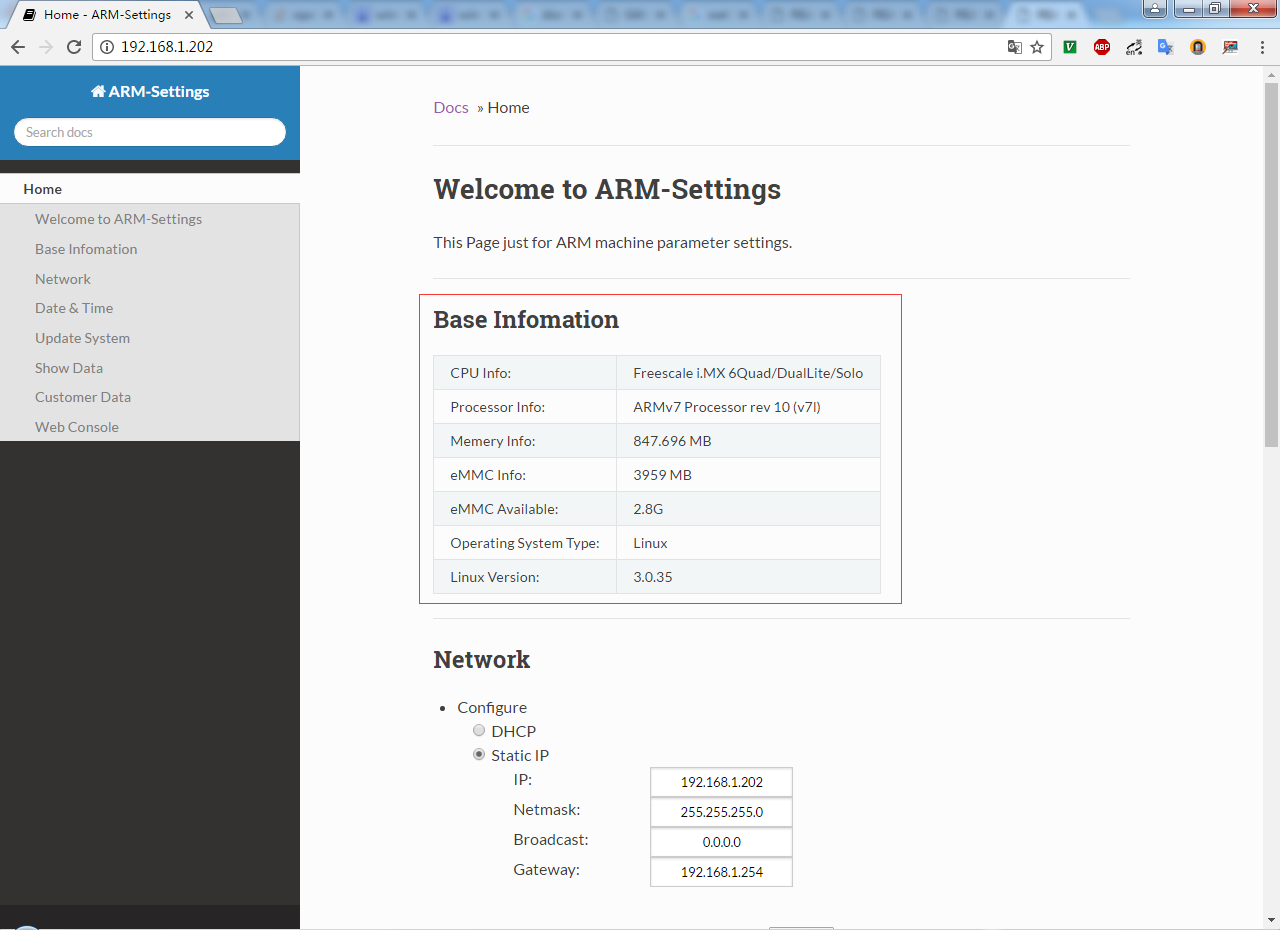 Home - ARM-Settings
192.168.1.202
V
ABP
en
ARM-Settings
Search docs
Home
Welcome to ARM-Settings
Base Infomation
Network
Date & Time
Update System
Show Data
Customer Data
Web Console
Docs » Home
Welcome to ARM-Settings
This Page just for ARM machine parameter settings.
Base Infomation
CPU Info: Freescale i.MX 6Quad/DualLite/Solo
Processor Info: ARMv7 Processor rev 10 (v7l)
Memery Info: 847.696 MB
eMMC Info: 3959 MB
eMMC Available: 2.8G
Operating System Type: Linux
Linux Version: 3.0.35
Network
Configure
DHCP
Static IP
IP: 192.168.1.202
Netmask: 255.255.255.0
Broadcast: 0.0.0.0
Gateway: 192.168.1.254